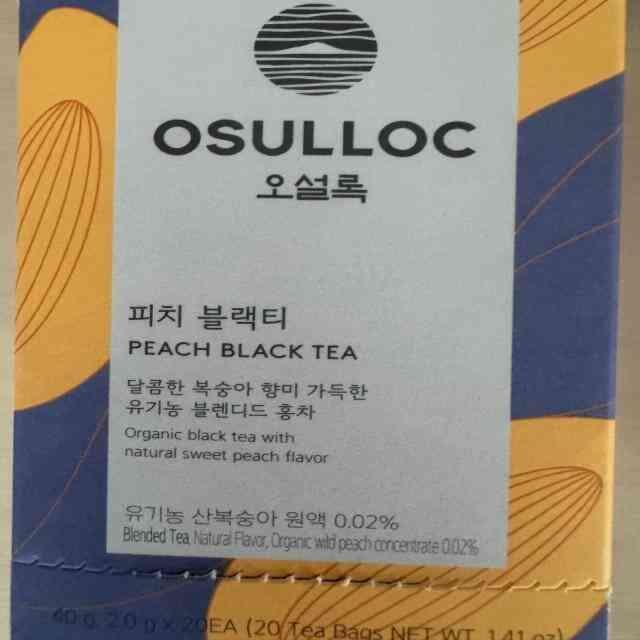 OSULLOC
오설록
피치 블랙티
PEACH BLACK TEA
달콤한 복숭아 향미 가득한
유기농 블렌디드 홍차
Organic black tea with
natural sweet peach flavor
유기농 산복숭아 원액 0.02%
Blended Tea, Natural Flavor, Organic wild peach concentrate 0.02%
40 g, 2.0 g x 20EA (20 Tea Bags NET WT. 1.41 oz)